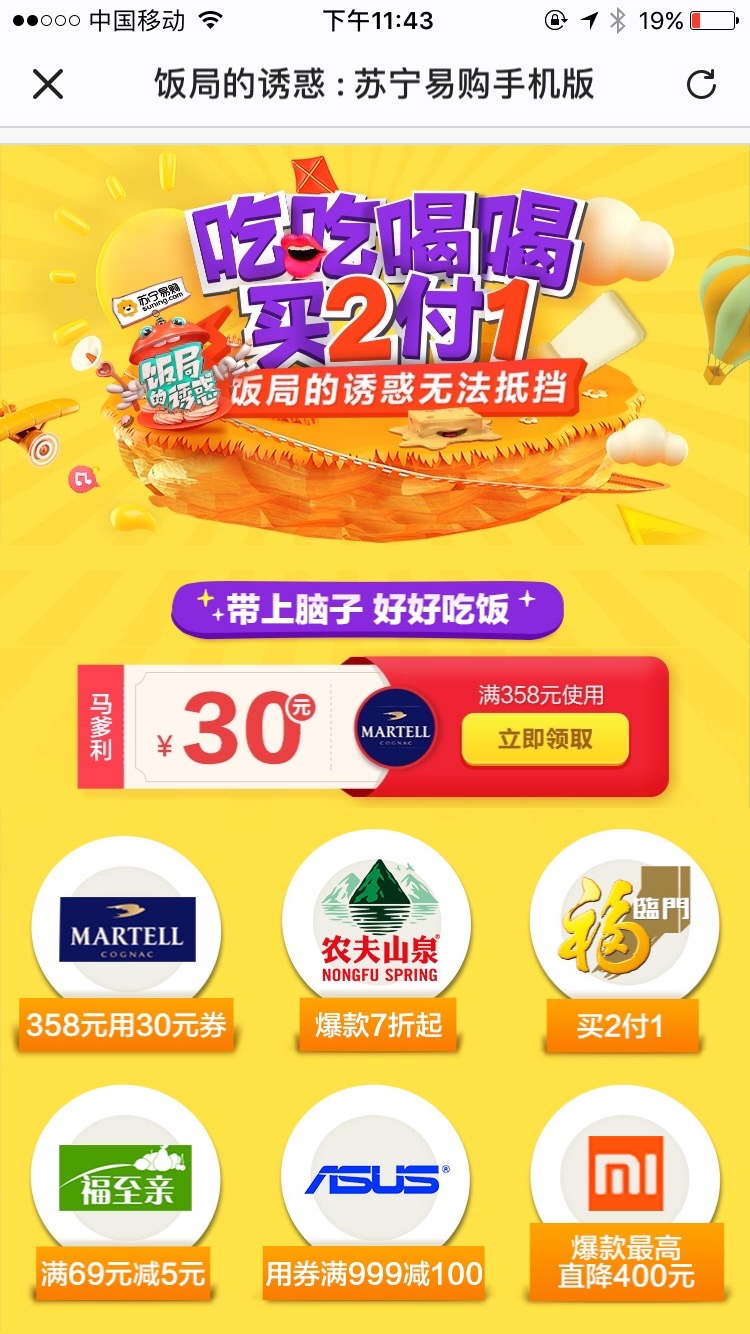 中国移动 下午11:43 19%
饭局的诱惑 : 苏宁易购手机版
吃吃喝喝
苏宁易购
suning.com
买2付1
饭局
的诱惑
饭局的诱惑无法抵挡
带上脑子 好好吃饭
马爹利
¥30元
MARTELL
COGNAC
满358元使用
立即领取
MARTELL
COGNAC
358元用30元券
农夫山泉®
NONGFU SPRING
爆款7折起
福臨門
买2付1
福至亲
满69元减5元
ASUS®
用券满999减100
MI
爆款最高
直降400元